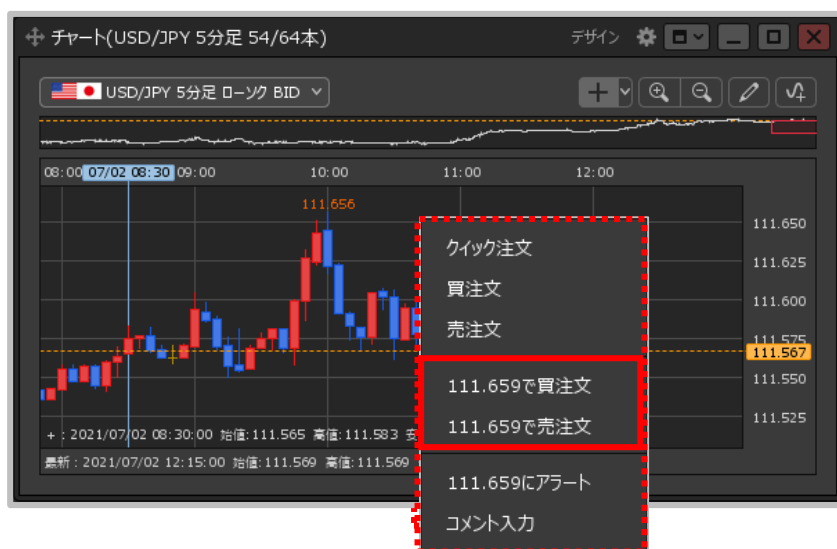 チャート(USD/JPY 5分足 54/64本)
デザイン
USD/JPY 5分足 ローソク BID
08:00 07/02 08:30 09:00 10:00 11:00 12:00
111.656
111.650
111.625
111.600
111.575
111.567
111.550
111.525
クイック注文
買注文
売注文
111.659で買注文
111.659で売注文
111.659にアラート
コメント入力
+ : 2021/07/02 08:30:00 始値:111.565 高値:111.583 安
最新 : 2021/07/02 12:15:00 始値:111.569 高値:111.569